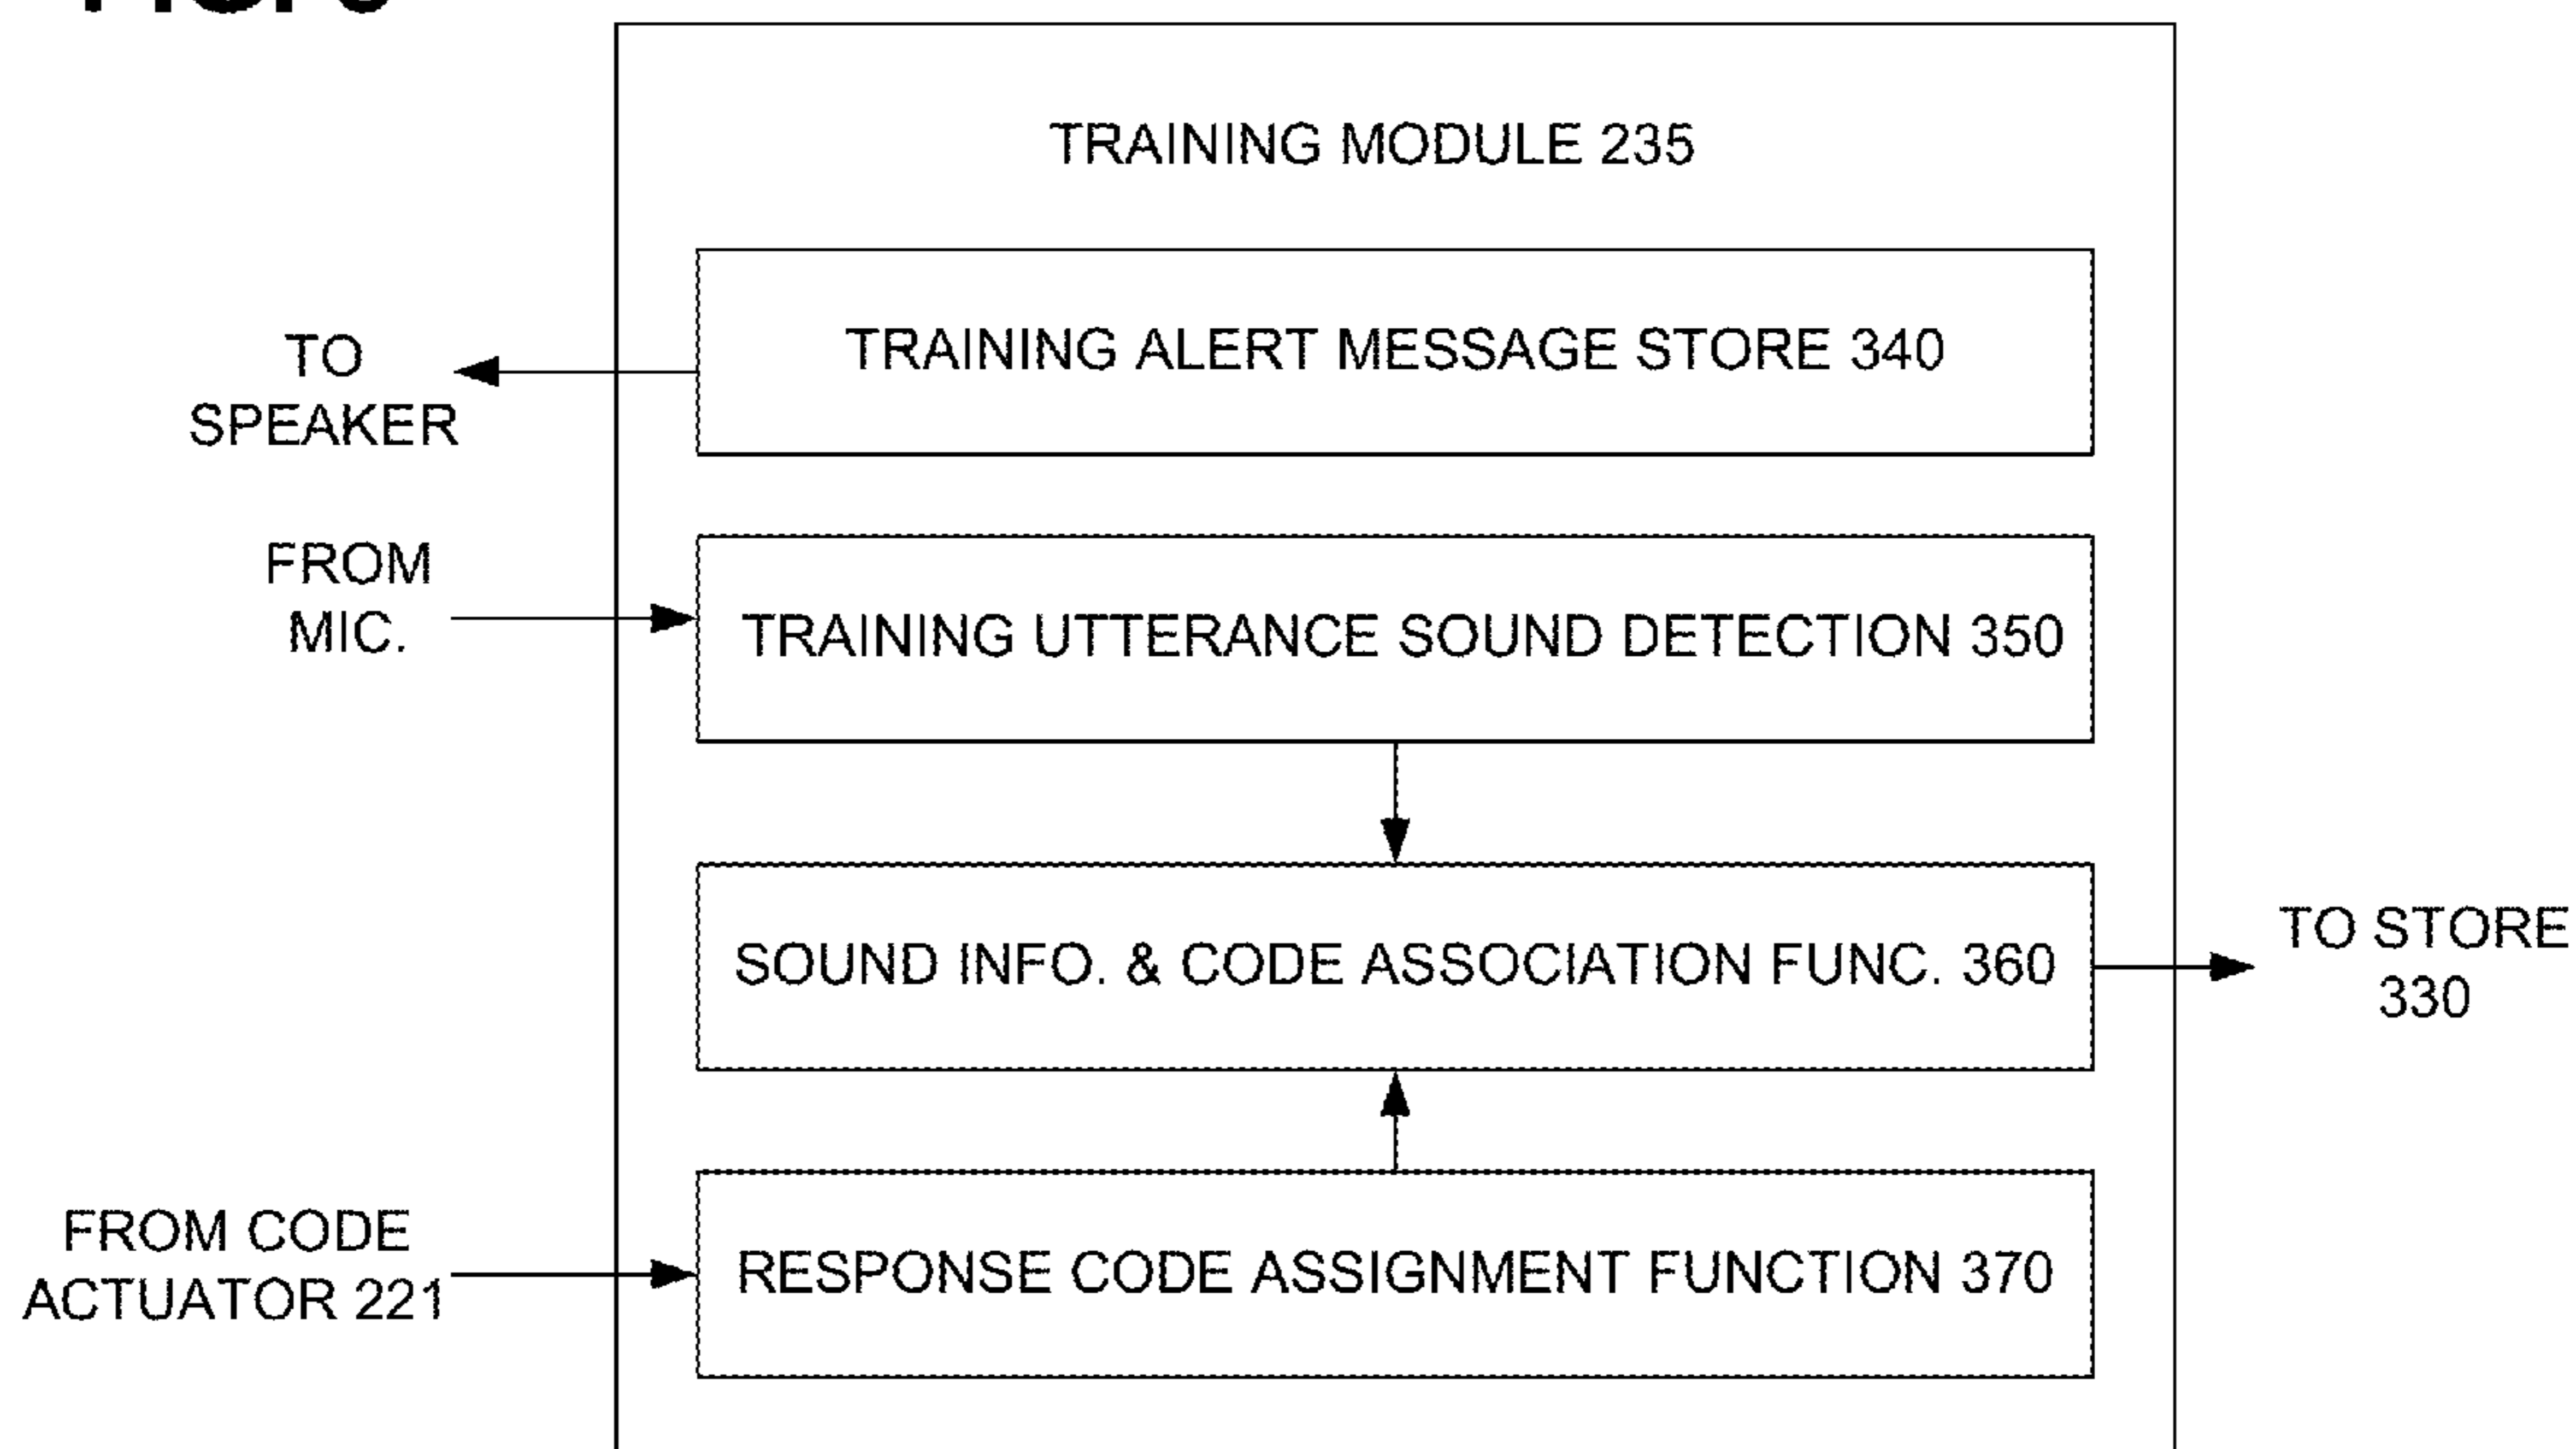 TRAINING MODULE 235
TRAINING ALERT MESSAGE STORE 340
TO
SPEAKER
FROM
MIC.
TRAINING UTTERANCE SOUND DETECTION 350
SOUND INFO. & CODE ASSOCIATION FUNC. 360
TO STORE
330
FROM CODE
ACTUATOR 221
RESPONSE CODE ASSIGNMENT FUNCTION 370